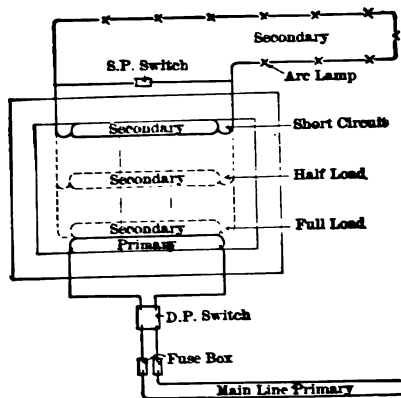 Secondary
S.P. Switch
Arc Lamp
Secondary
Short Circuit
Secondary
Half Load
Secondary
Full Load
Primary
D.P. Switch
Fuse Box
Main Line Primary